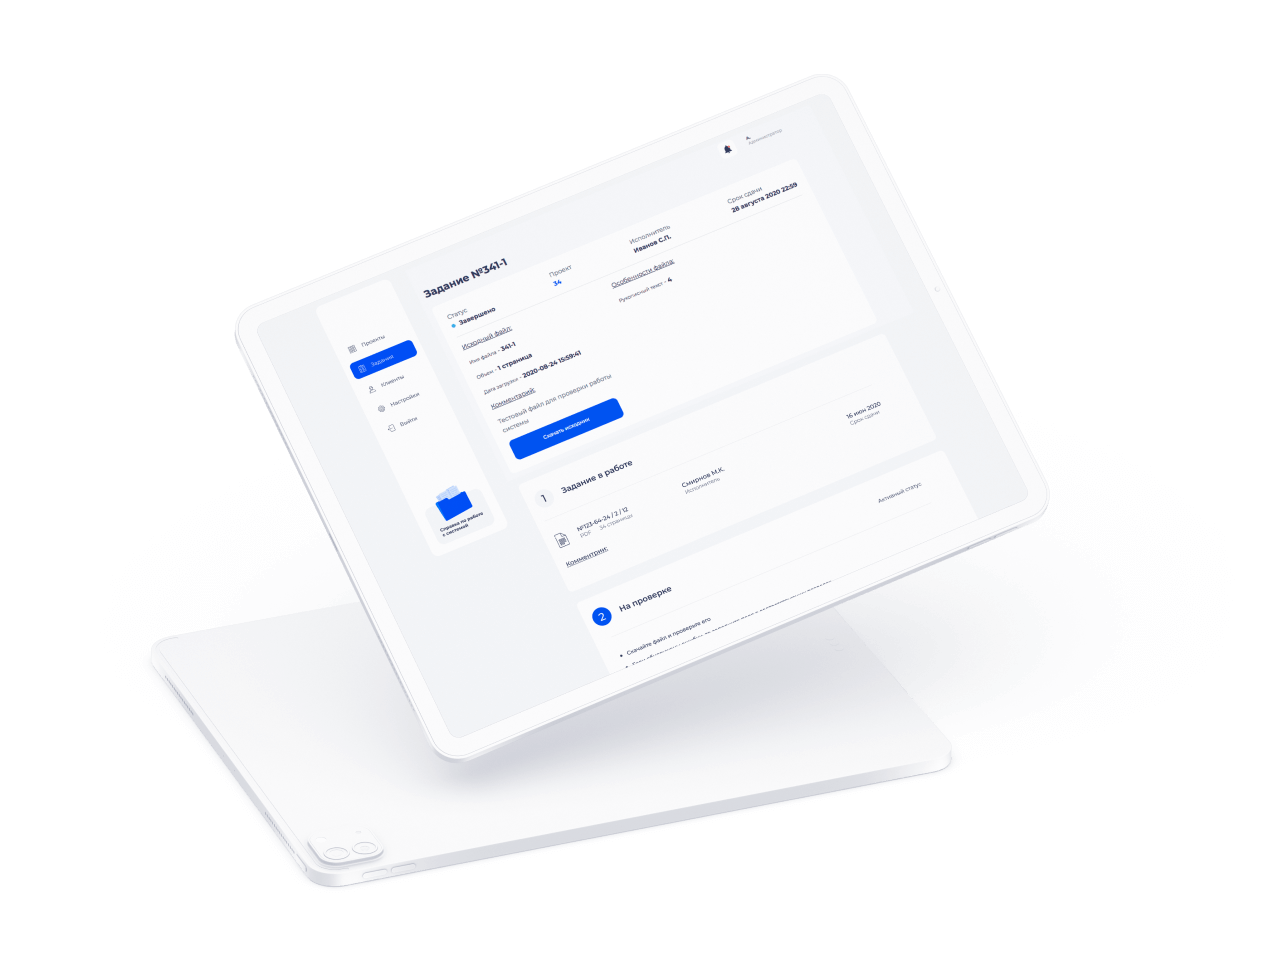 Администратор
Проекты
Задания
Клиенты
Настройки
Выйти
Справка по работе
с системой
Задание №341-1
Статус
Завершено
Проект
34
Исполнитель
Иванов С.П.
Срок сдачи
28 августа 2020 22:59
Исходный файл:
Имя файла - 341-1
Объем - 1 страница
Дата загрузки - 2020-08-24 15:59:41
Комментарий:
Тестовый файл для проверки работы
системы
Особенности файла:
Рукописный текст - 4
Скачать исходник
1 Задание в работе
№123-64-24 / 2 / 12
PDF 34 страницы
Смирнов М.К.
Исполнитель
16 июн 2020
Срок сдачи
Комментрии:
2 На проверке
Активный статус
Скачайте файл и проверьте его